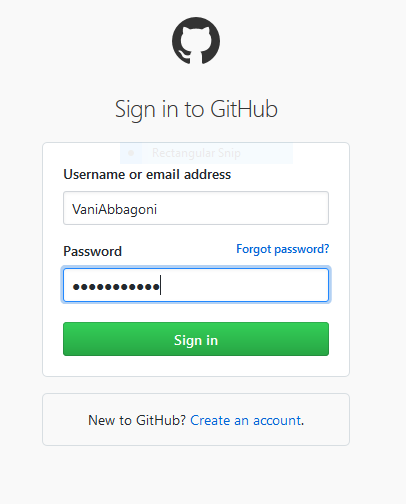 Sign in to GitHub
Rectangular Snip
Username or email address
VaniAbbagoni
Password Forgot password?
●●●●●●●●●●●
Sign in
New to GitHub? Create an account.